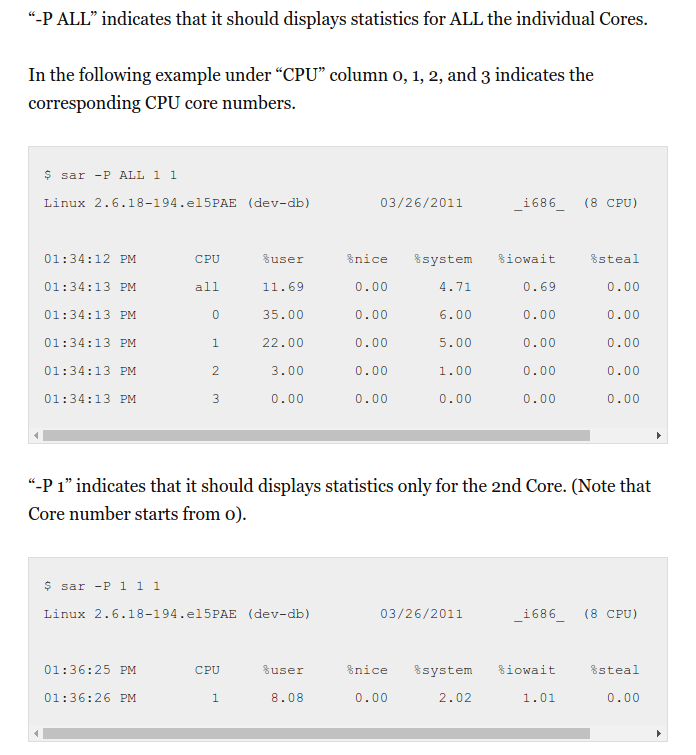 “-P ALL” indicates that it should displays statistics for ALL the individual Cores.
In the following example under “CPU” column 0, 1, 2, and 3 indicates the
corresponding CPU core numbers.
$ sar -P ALL 1 1
Linux 2.6.18-194.el5PAE (dev-db)        03/26/2011      _i686_  (8 CPU)
01:34:12 PM       CPU     %user     %nice   %system   %iowait    %steal
01:34:13 PM       all     11.69      0.00      4.71      0.69      0.00
01:34:13 PM         0     35.00      0.00      6.00      0.00      0.00
01:34:13 PM         1     22.00      0.00      5.00      0.00      0.00
01:34:13 PM         2      3.00      0.00      1.00      0.00      0.00
01:34:13 PM         3      0.00      0.00      0.00      0.00      0.00
“-P 1” indicates that it should displays statistics only for the 2nd Core. (Note that
Core number starts from 0).
$ sar -P 1 1 1
Linux 2.6.18-194.el5PAE (dev-db)        03/26/2011      _i686_  (8 CPU)
01:36:25 PM       CPU     %user     %nice   %system   %iowait    %steal
01:36:26 PM         1      8.08      0.00      2.02      1.01      0.00